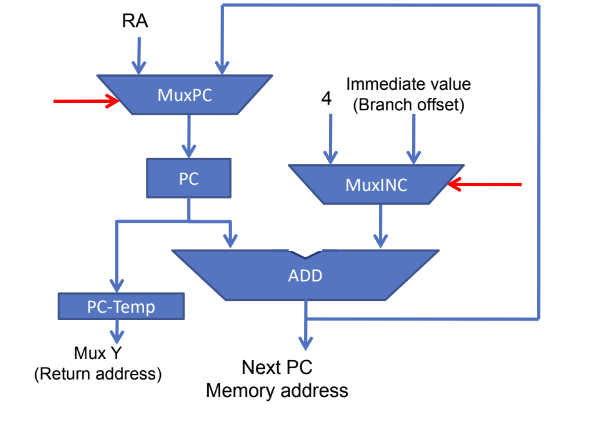 RA
MuxPC
4
Immediate value
(Branch offset)
PC
MuxINC
ADD
PC-Temp
Mux Y
(Return address)
Next PC
Memory address